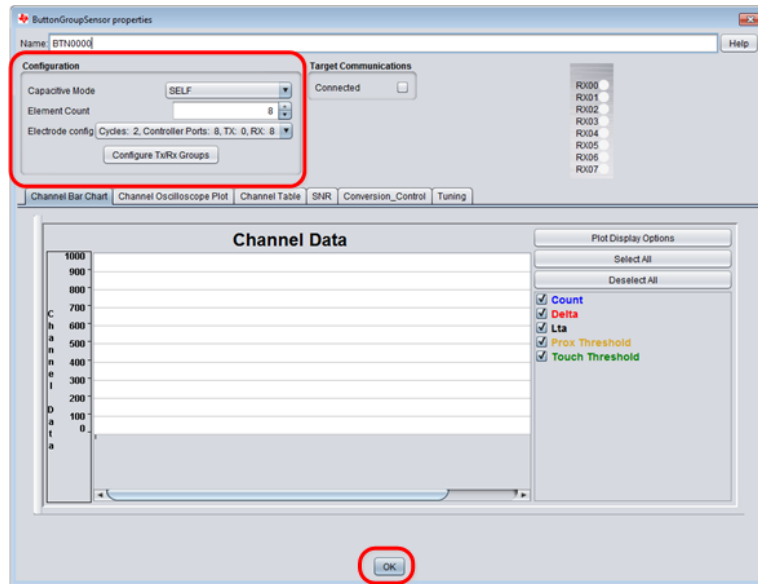 ButtonGroupSensor properties
Name: BTN0000
Help
Configuration
Capacitive Mode SELF
Element Count 8
Electrode config Cycles: 2, Controller Ports: 8, TX: 0, RX: 8
Configure Tx/Rx Groups
Target Communications
Connected
RX00
RX01
RX02
RX03
RX04
RX05
RX06
RX07
Channel Bar Chart Channel Oscilloscope Plot Channel Table SNR Conversion_Control Tuning
Channel Data
Channel Data
1000
900
800
700
600
500
400
300
200
100
0
Plot Display Options
Select All
Deselect All
Count
Delta
Lta
Prox Threshold
Touch Threshold
OK